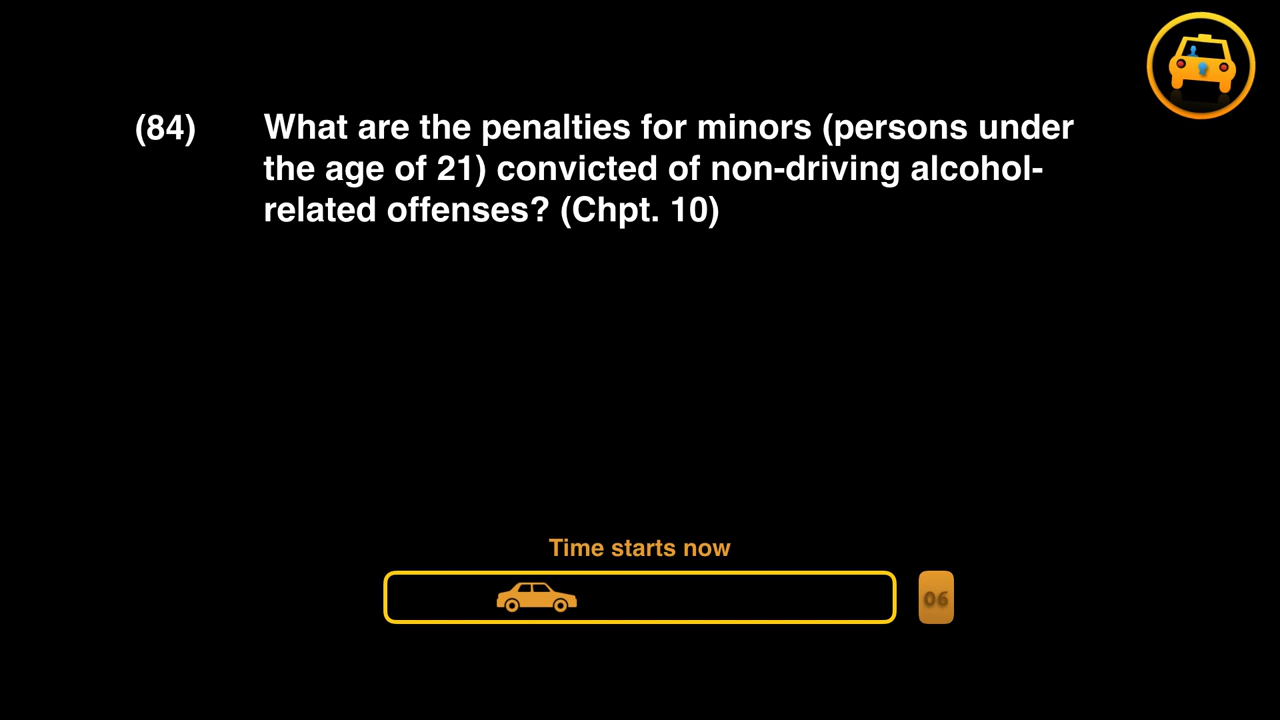 (84) What are the penalties for minors (persons under
the age of 21) convicted of non-driving alcohol-
related offenses? (Chpt. 10)
Time starts now
06